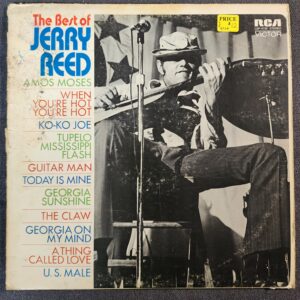 The Best of
JERRY
REED
AMOS MOSES
WHEN
YOU'RE HOT
YOU'RE HOT
KO-KO JOE
TUPELO
MISSISSIPPI
FLASH
GUITAR MAN
TODAY IS MINE
GEORGIA
SUNSHINE
THE CLAW
GEORGIA ON
MY MIND
A THING
CALLED LOVE
U.S. MALE
PRICE
RCA
VICTOR